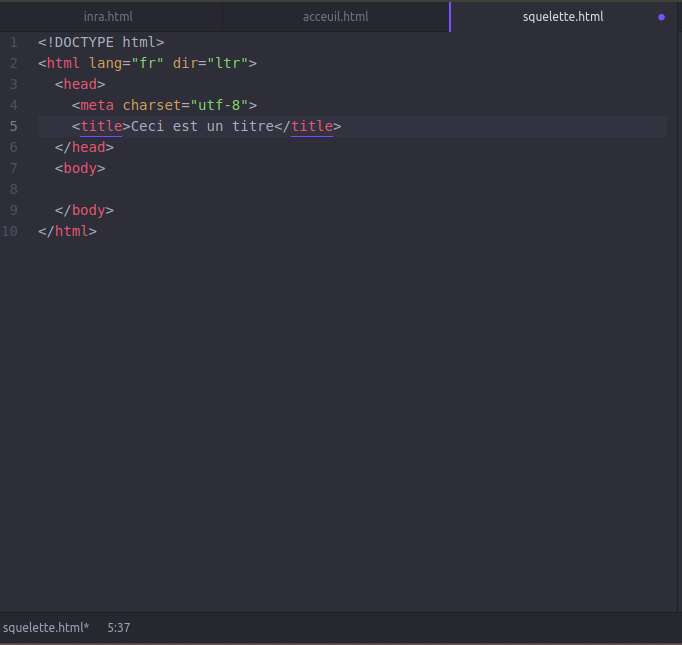 inra.html acceuil.html squelette.html
1 <!DOCTYPE html>
2 <html lang="fr" dir="ltr">
3 <head>
4 <meta charset="utf-8">
5 <title>Ceci est un titre</title>
6 </head>
7 <body>
8
9 </body>
10 </html>
squelette.html* 5:37